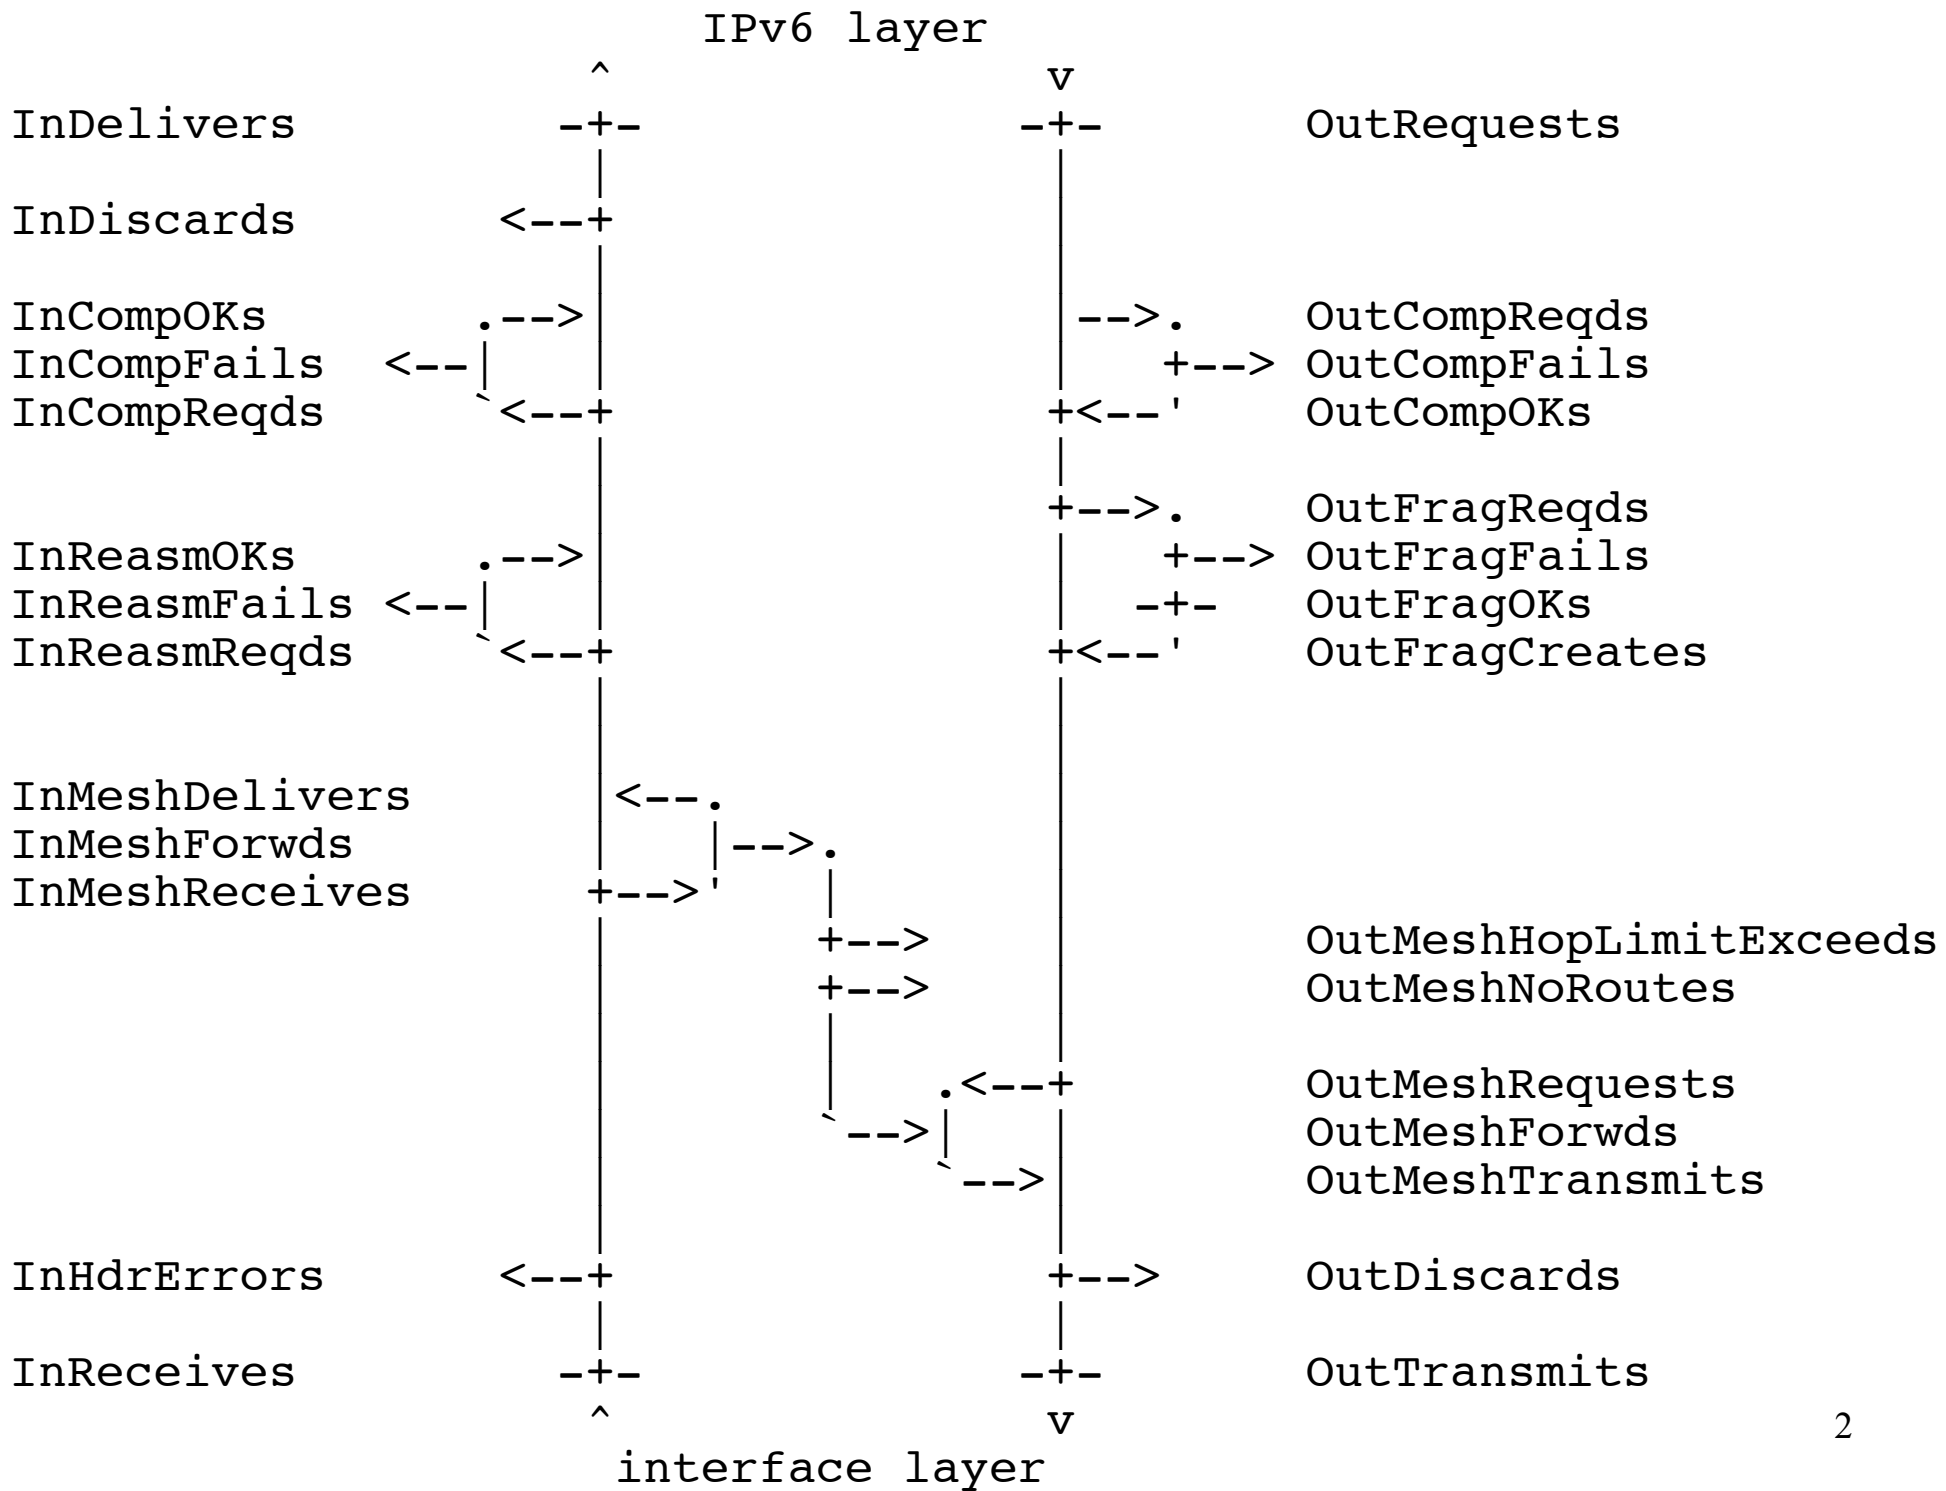 IPv6 layer
^ v
InDelivers -+- -+- OutRequests
| |
InDiscards <--+ |
| |
InCompOKs .-->| |-->. OutCompReqds
InCompFails <--| | | +--> OutCompFails
InCompReqds `<--+ +<--' OutCompOKs
| |
| +-->. OutFragReqds
InReasmOKs .-->| | +--> OutFragFails
InReasmFails <--| | | -+- OutFragOKs
InReasmReqds `<--+ +<--' OutFragCreates
| |
| |
InMeshDelivers |<--. |
InMeshForwds | |-->. |
InMeshReceives +-->' | |
| +--> | OutMeshHopLimitExceeds
| +--> | OutMeshNoRoutes
| | |
| | .<--+ OutMeshRequests
| `-->| | OutMeshForwds
| `-->| OutMeshTransmits
| |
InHdrErrors <--+ +--> OutDiscards
| |
InReceives -+- -+- OutTransmits
^ v
2
interface layer